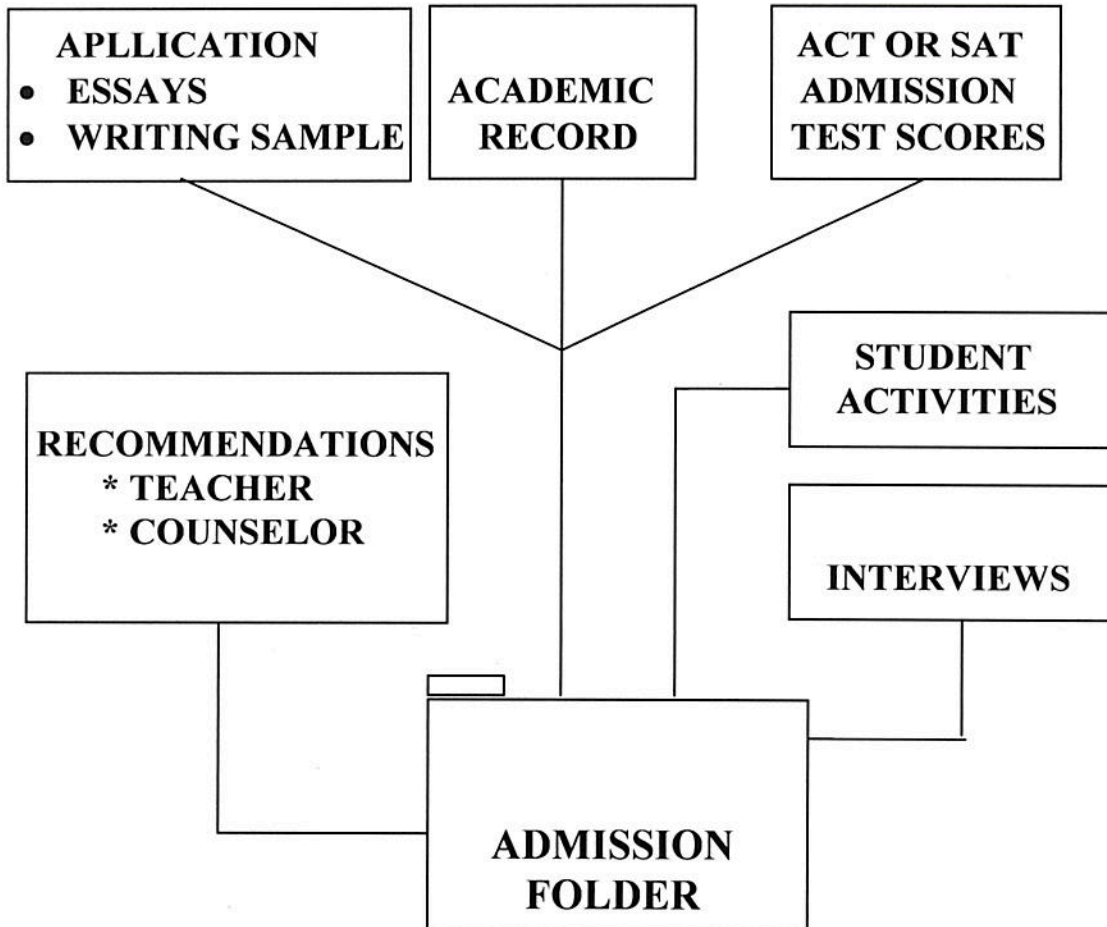 APLLICATION
• ESSAYS
• WRITING SAMPLE
ACADEMIC
RECORD
ACT OR SAT
ADMISSION
TEST SCORES
STUDENT
ACTIVITIES
RECOMMENDATIONS
* TEACHER
* COUNSELOR
INTERVIEWS
ADMISSION
FOLDER